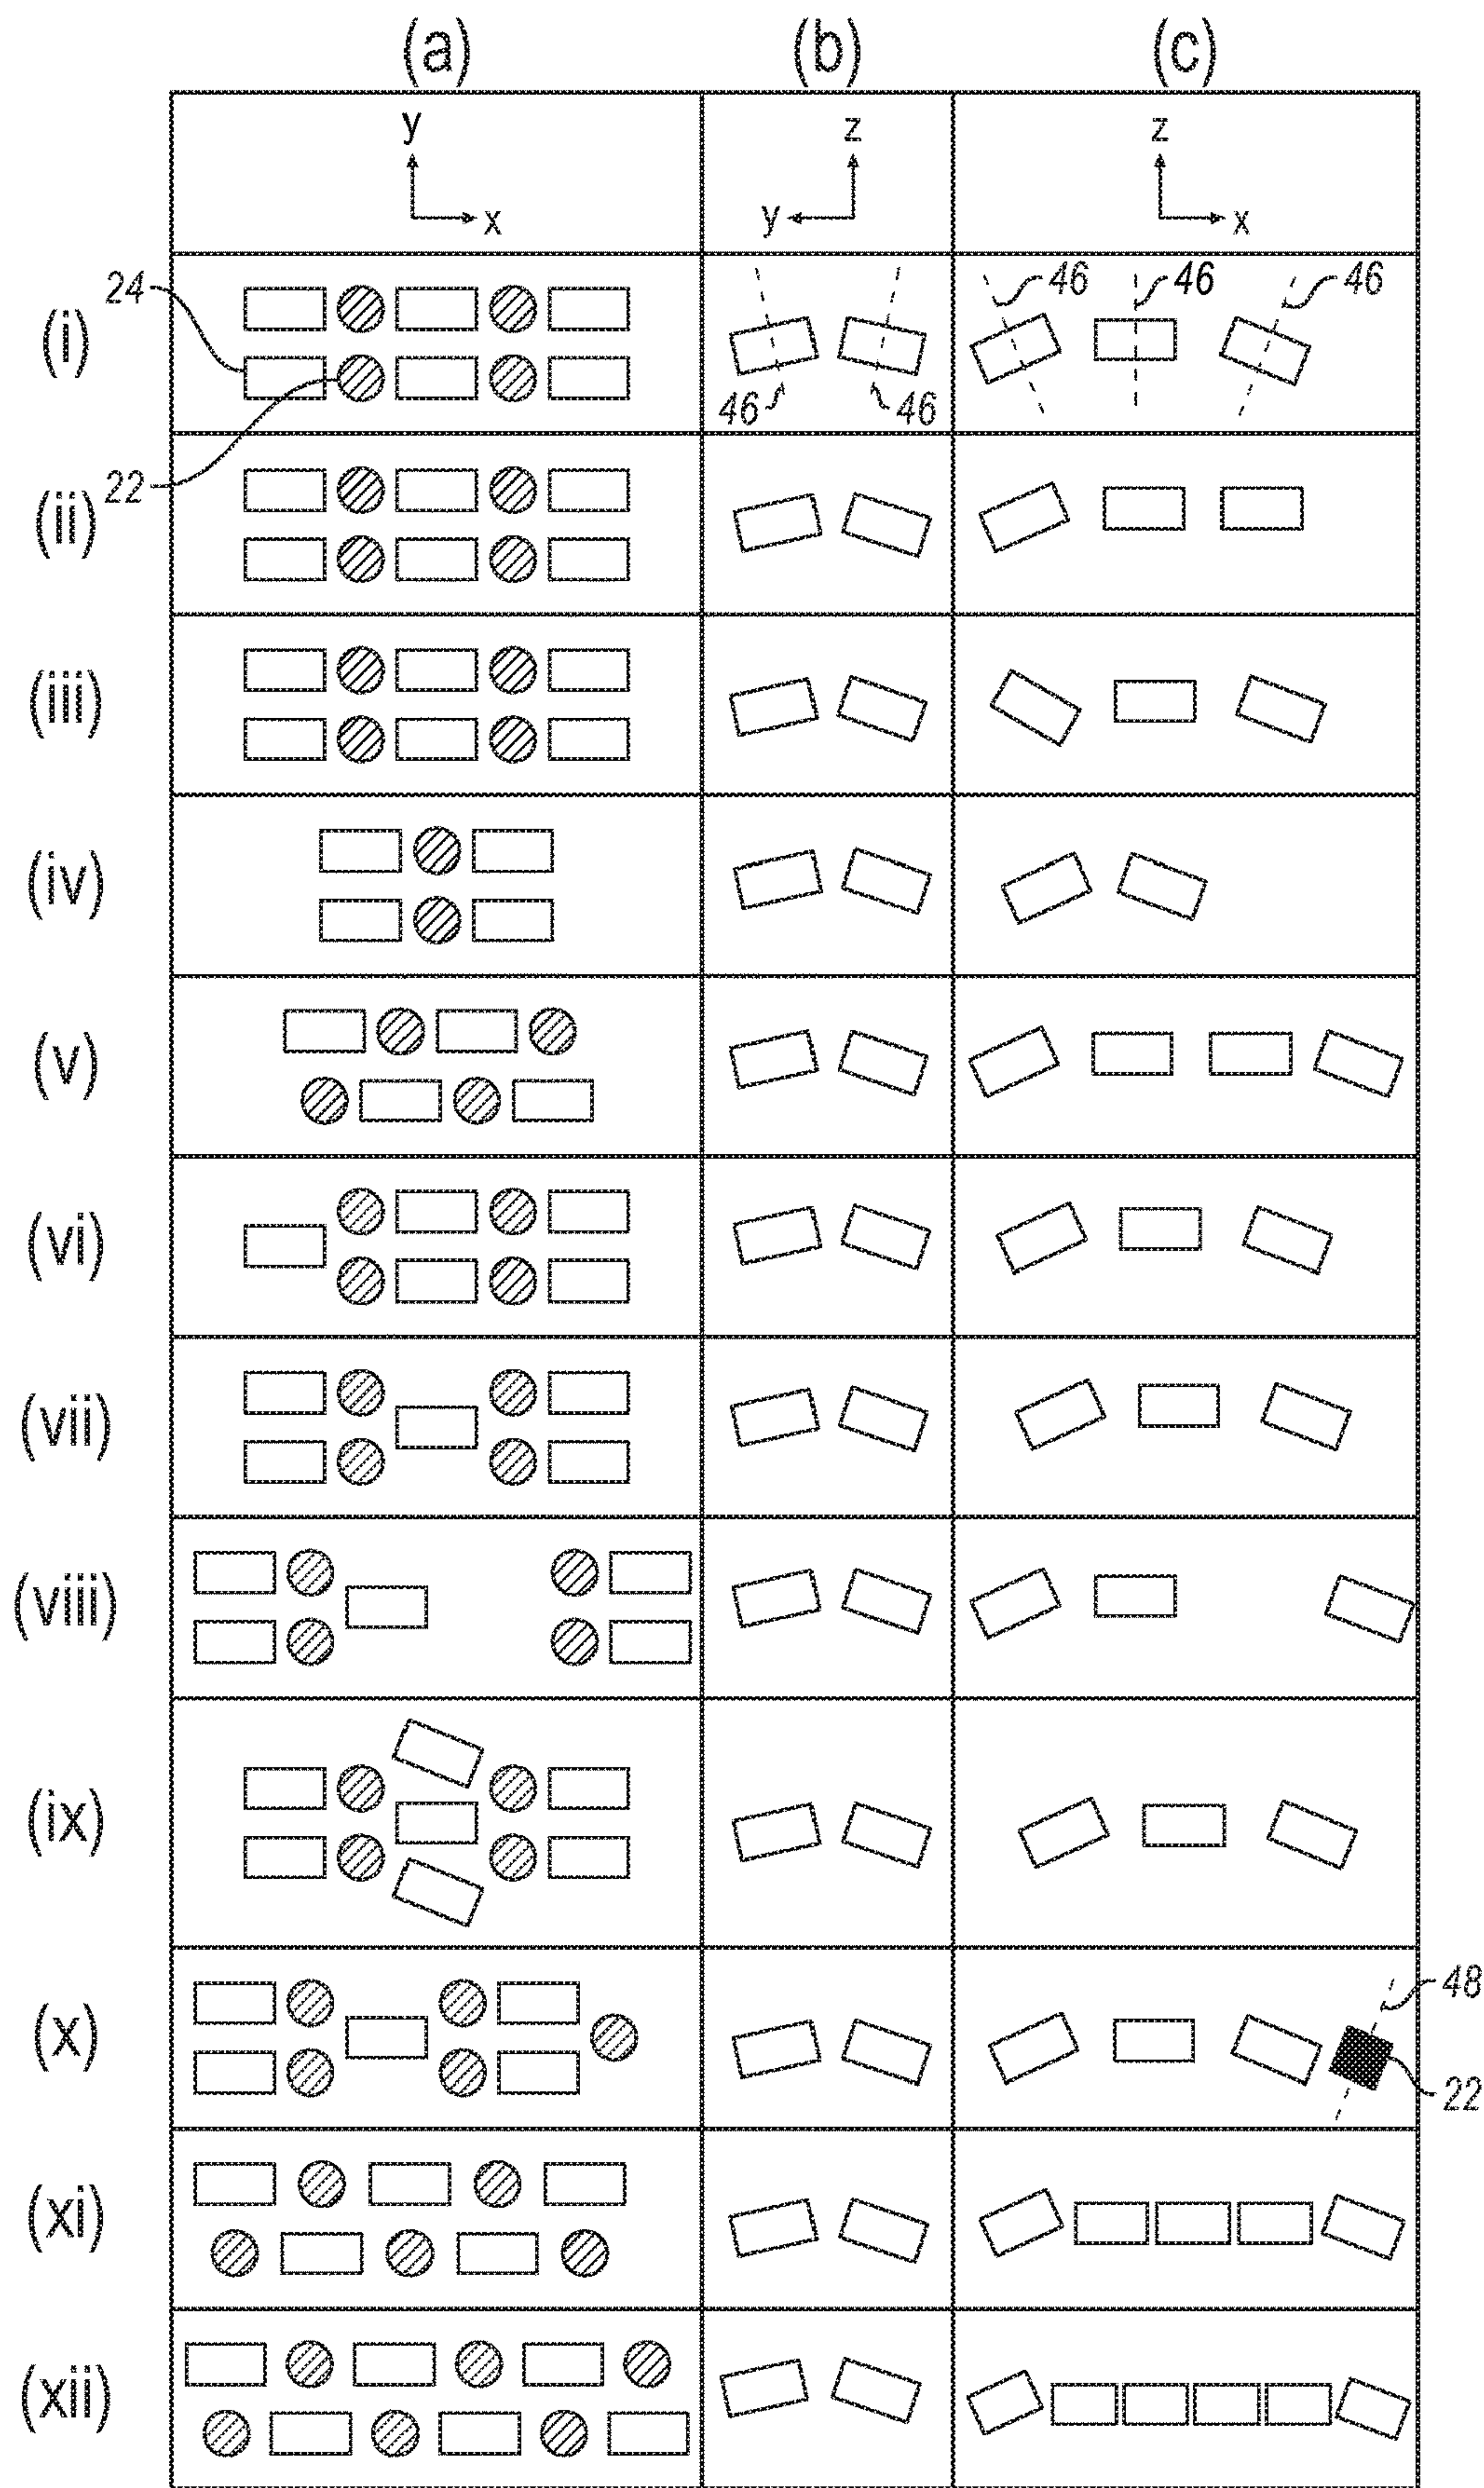 (a) (b) (c)
y z z
x y x
(i) 24 46 46 46
46 46
(ii) 22
(iii)
(iv)
(v)
(vi)
(vii)
(viii)
(ix)
(x) 48
22
(xi)
(xii)